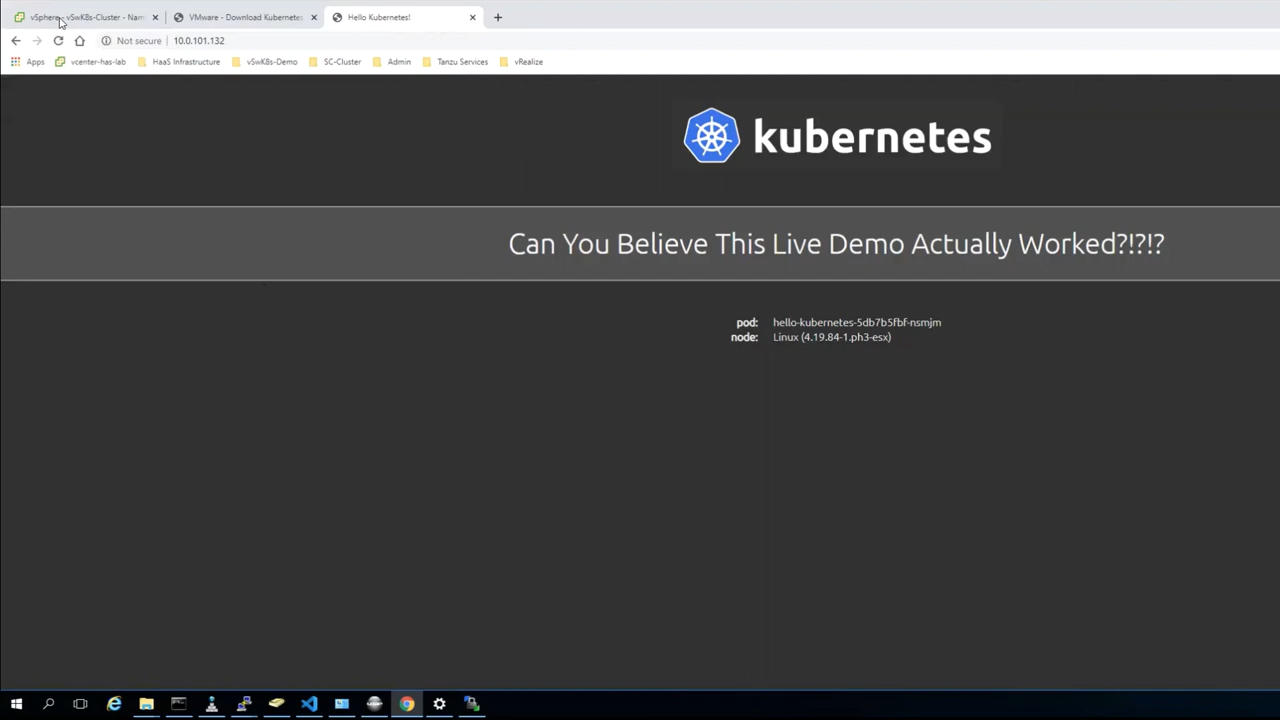 vSphere - vSwK8s-Cluster - Nam
VMware - Download Kubernetes
Hello Kubernetes!
Not secure
10.0.101.132
Apps
vcenter-has-lab
HaaS Infrastructure
vSwK8s-Demo
SC-Cluster
Admin
Tanzu Services
vRealize
kubernetes
Can You Believe This Live Demo Actually Worked?!?!?
pod: hello-kubernetes-5db7b5fbf-nsmjm
node: Linux (4.19.84-1.ph3-esx)